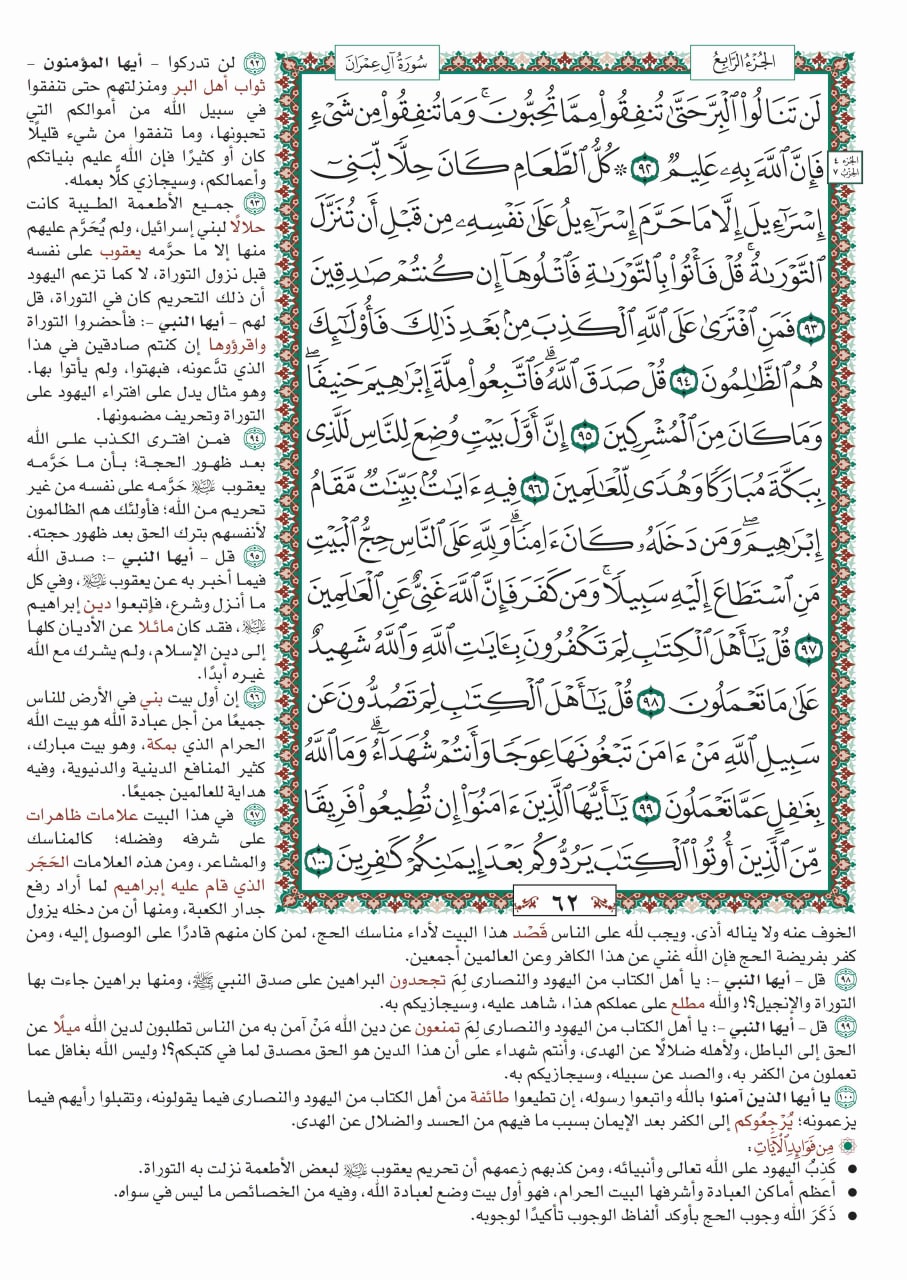 الجُزْءُ الرَّابِعُ
سُورَةُ آلِ عِمْرَانَ
لَن تَنَالُوا۟ ٱلْبِرَّ حَتَّىٰ تُنفِقُوا۟ مِمَّا تُحِبُّونَۚ وَمَا تُنفِقُوا۟ مِن شَىْءٍ
فَإِنَّ ٱللَّهَ بِهِۦ عَلِيمٌ ٩٢ * كُلُّ ٱلطَّعَامِ كَانَ حِلًّا لِّبَنِىٓ
الجزء ٤
الحزب ٧
إِسْرَٰٓءِيلَ إِلَّا مَا حَرَّمَ إِسْرَٰٓءِيلُ عَلَىٰ نَفْسِهِۦ مِن قَبْلِ أَن تُنَزَّلَ
ٱلتَّوْرَىٰةُۚ قُلْ فَأْتُوا۟ بِٱلتَّوْرَىٰةِ فَٱتْلُوهَآ إِن كُنتُمْ صَٰدِقِينَ
٩٣ فَمَنِ ٱفْتَرَىٰ عَلَى ٱللَّهِ ٱلْكَذِبَ مِنۢ بَعْدِ ذَٰلِكَ فَأُو۟لَٰٓئِكَ
هُمُ ٱلظَّٰلِمُونَ ٩٤ قُلْ صَدَقَ ٱللَّهُۗ فَٱتَّبِعُوا۟ مِلَّةَ إِبْرَٰهِيمَ حَنِيفًاۖ
وَمَا كَانَ مِنَ ٱلْمُشْرِكِينَ ٩٥ إِنَّ أَوَّلَ بَيْتٍ وُضِعَ لِلنَّاسِ لَلَّذِى
بِبَكَّةَ مُبَارَكًا وَهُدًى لِّلْعَٰلَمِينَ ٩٦ فِيهِ ءَايَٰتٌۢ بَيِّنَٰتٌ مَّقَامُ
إِبْرَٰهِيمَۖ وَمَن دَخَلَهُۥ كَانَ ءَامِنًاۗ وَلِلَّهِ عَلَى ٱلنَّاسِ حِجُّ ٱلْبَيْتِ
مَنِ ٱسْتَطَاعَ إِلَيْهِ سَبِيلًاۚ وَمَن كَفَرَ فَإِنَّ ٱللَّهَ غَنِىٌّ عَنِ ٱلْعَٰلَمِينَ
٩٧ قُلْ يَٰٓأَهْلَ ٱلْكِتَٰبِ لِمَ تَكْفُرُونَ بِـَٔايَٰتِ ٱللَّهِ وَٱللَّهُ شَهِيدٌ
عَلَىٰ مَا تَعْمَلُونَ ٩٨ قُلْ يَٰٓأَهْلَ ٱلْكِتَٰبِ لِمَ تَصُدُّونَ عَن
سَبِيلِ ٱللَّهِ مَنْ ءَامَنَ تَبْغُونَهَا عِوَجًا وَأَنتُمْ شُهَدَآءُۗ وَمَا ٱللَّهُ
بِغَٰفِلٍ عَمَّا تَعْمَلُونَ ٩٩ يَٰٓأَيُّهَا ٱلَّذِينَ ءَامَنُوٓا۟ إِن تُطِيعُوا۟ فَرِيقًا
مِّنَ ٱلَّذِينَ أُوتُوا۟ ٱلْكِتَٰبَ يَرُدُّوكُم بَعْدَ إِيمَٰنِكُمْ كَٰفِرِينَ ١٠٠
٦٢
٩٢ لن تدركوا - أيها المؤمنون -
ثواب أهل البر ومنزلتهم حتى تنفقوا
في سبيل الله من أموالكم التي
تحبونها، وما تنفقوا من شيء قليلًا
كان أو كثيرًا فإن الله عليم بنياتكم
وأعمالكم، وسيجازي كلًّا بعمله.
٩٣ جميع الأطعمة الطيبة كانت
حلالًا لبني إسرائيل، ولم يُحَرَّم عليهم
منها إلا ما حرَّمه يعقوب على نفسه
قبل نزول التوراة، لا كما تزعم اليهود
أن ذلك التحريم كان في التوراة، قل
لهم - أيها النبي -: فأحضروا التوراة
واقرؤوها إن كنتم صادقين في هذا
الذي تدَّعونه، فبهتوا، ولم يأتوا بها.
وهو مثال يدل على افتراء اليهود على
التوراة وتحريف مضمونها.
٩٤ فمن افترى الكذب على الله
بعد ظهور الحجة؛ بأن ما حَرَّمه
يعقوب ﵇ حَرَّمه على نفسه من غير
تحريم من الله؛ فأولئك هم الظالمون
لأنفسهم بترك الحق بعد ظهور حجته.
٩٥ قل - أيها النبي -: صدق الله
فيما أخبر به عن يعقوب ﵇، وفي كل
ما أنزل وشرع، فاتبعوا دين إبراهيم
﵇، فقد كان مائلا عن الأديان كلها
إلى دين الإسلام، ولم يشرك مع الله
غيره أبدًا.
٩٦ إن أول بيت بني في الأرض للناس
جميعًا من أجل عبادة الله هو بيت الله
الحرام الذي بمكة، وهو بيت مبارك،
كثير المنافع الدينية والدنيوية، وفيه
هداية للعالمين جميعًا.
٩٧ في هذا البيت علامات ظاهرات
على شرفه وفضله؛ كالمناسك
والمشاعر، ومن هذه العلامات الحَجَر
الذي قام عليه إبراهيم لما أراد رفع
جدار الكعبة، ومنها أن من دخله يزول
الخوف عنه ولا يناله أذى. ويجب لله على الناس قَصْد هذا البيت لأداء مناسك الحج، لمن كان منهم قادرًا على الوصول إليه، ومن
كفر بفريضة الحج فإن الله غني عن هذا الكافر وعن العالمين أجمعين.
٩٨ قل - أيها النبي -: يا أهل الكتاب من اليهود والنصارى لِمَ تجحدون البراهين على صدق النبي ﷺ، ومنها براهين جاءت بها
التوراة والإنجيل؟! والله مطلع على عملكم هذا، شاهد عليه، وسيجازيكم به.
٩٩ قل - أيها النبي -: يا أهل الكتاب من اليهود والنصارى لِمَ تمنعون عن دين الله مَنْ آمن به من الناس تطلبون لدين الله ميلًا عن
الحق إلى الباطل، ولأهله ضلالًا عن الهدى، وأنتم شهداء على أن هذا الدين هو الحق مصدق لما في كتبكم؟! وليس الله بغافل عما
تعملون من الكفر به، والصد عن سبيله، وسيجازيكم به.
١٠٠ يا أيها الذين آمنوا بالله واتبعوا رسوله، إن تطيعوا طائفة من أهل الكتاب من اليهود والنصارى فيما يقولونه، وتقبلوا رأيهم فيما
يزعمونه؛ يُرْجِعُوكم إلى الكفر بعد الإيمان بسبب ما فيهم من الحسد والضلال عن الهدى.
مِن فَوَائِدِ الآيَاتِ:
• كَذِبُ اليهود على الله تعالى وأنبيائه، ومن كذبهم زعمهم أن تحريم يعقوب ﵇ لبعض الأطعمة نزلت به التوراة.
• أعظم أماكن العبادة وأشرفها البيت الحرام، فهو أول بيت وضع لعبادة الله، وفيه من الخصائص ما ليس في سواه.
• ذَكَرَ الله وجوب الحج بأوكد ألفاظ الوجوب تأكيدًا لوجوبه.